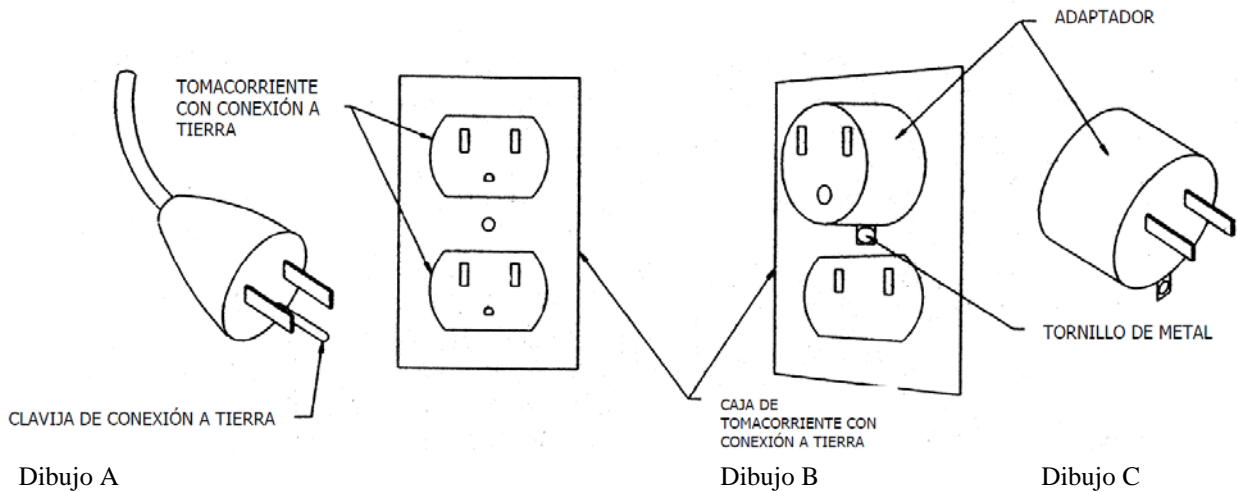 ADAPTADOR
TOMACORRIENTE
CON CONEXIÓN A
TIERRA
TORNILLO DE METAL
CLAVIJA DE CONEXIÓN A TIERRA
CAJA DE
TOMACORRIENTE CON
CONEXIÓN A TIERRA
Dibujo A
Dibujo B
Dibujo C